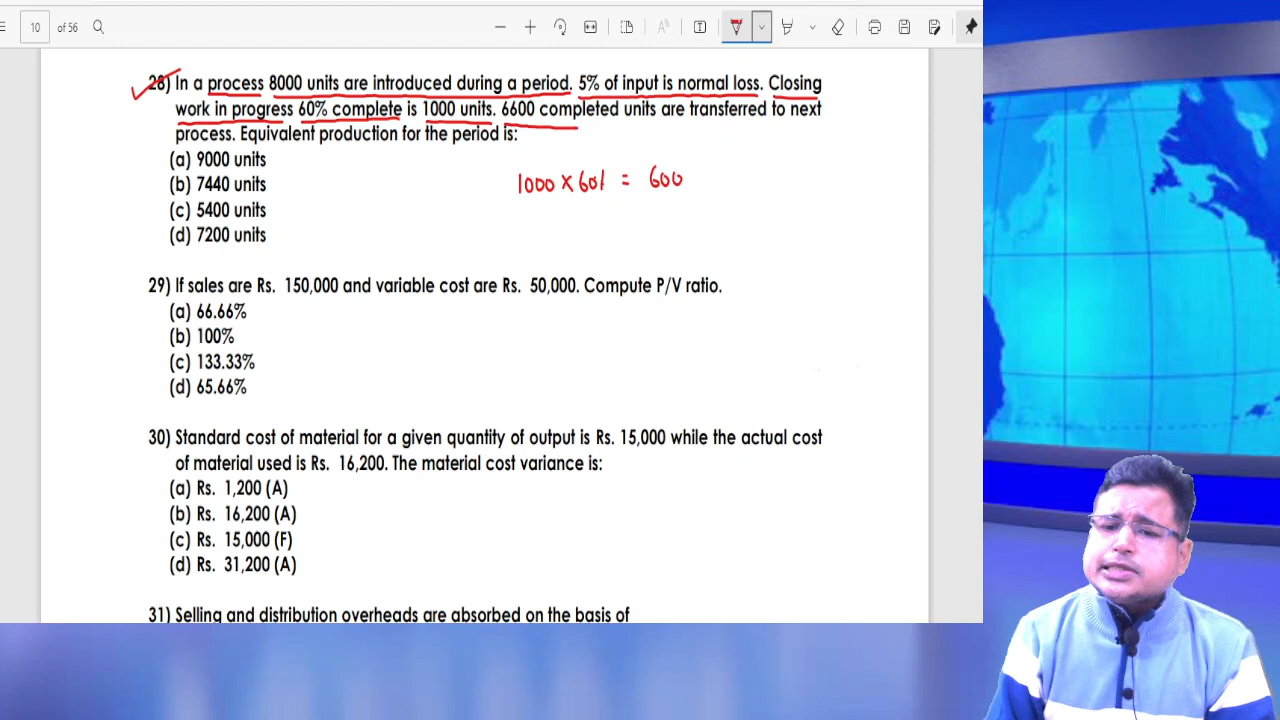 10 of 56
28) In a process 8000 units are introduced during a period. 5% of input is normal loss. Closing
work in progress 60% complete is 1000 units. 6600 completed units are transferred to next
process. Equivalent production for the period is:
(a) 9000 units
(b) 7440 units
1000 × 60% = 600
(c) 5400 units
(d) 7200 units
29) If sales are Rs. 150,000 and variable cost are Rs. 50,000. Compute P/V ratio.
(a) 66.66%
(b) 100%
(c) 133.33%
(d) 65.66%
30) Standard cost of material for a given quantity of output is Rs. 15,000 while the actual cost
of material used is Rs. 16,200. The material cost variance is:
(a) Rs. 1,200 (A)
(b) Rs. 16,200 (A)
(c) Rs. 15,000 (F)
(d) Rs. 31,200 (A)
31) Selling and distribution overheads are absorbed on the basis of